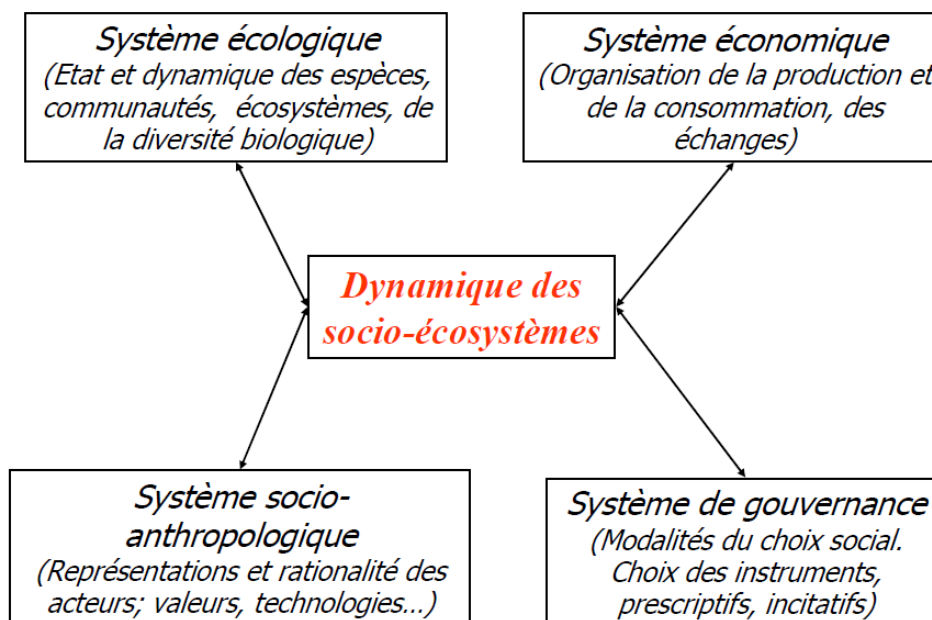 Système écologique
(Etat et dynamique des espèces,
communautés, écosystèmes, de
la diversité biologique)
Système économique
(Organisation de la production et
de la consommation, des
échanges)
Dynamique des
socio-écosystèmes
Système socio-
anthropologique
(Représentations et rationalité des
acteurs; valeurs, technologies...)
Système de gouvernance
(Modalités du choix social.
Choix des instruments,
prescriptifs, incitatifs)